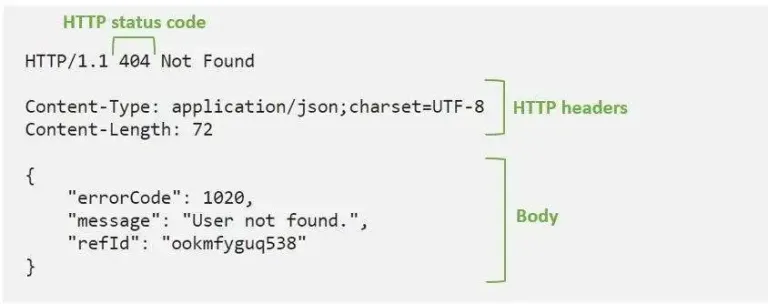 HTTP status code
HTTP/1.1 404 Not Found
Content-Type: application/json;charset=UTF-8
HTTP headers
Content-Length: 72
{
"errorCode": 1020,
"message": "User not found.",
Body
"refId": "ookmfyguq538"
}